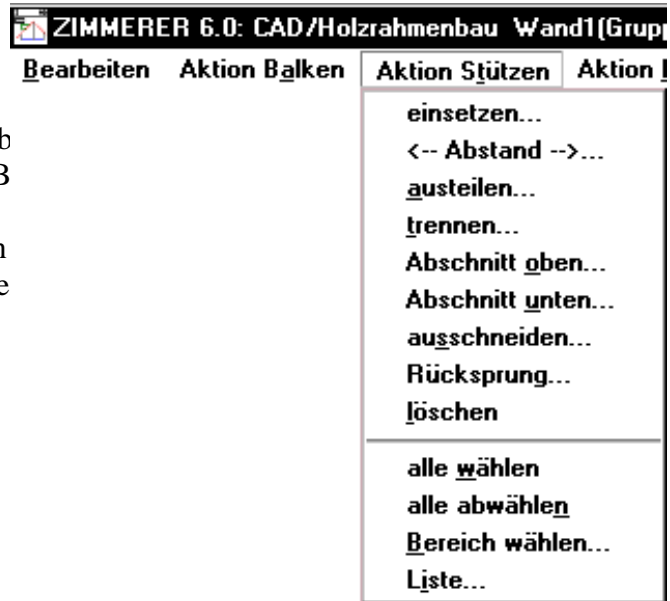 ZIMMERER 6.0: CAD/Holzrahmenbau Wand1(Grupp
Bearbeiten Aktion Balken Aktion Stützen Aktion
einsetzen...
<-- Abstand -->...
austeilen...
trennen...
Abschnitt oben...
Abschnitt unten...
ausschneiden...
Rücksprung...
löschen
alle wählen
alle abwählen
Bereich wählen...
Liste...
b
B
n
e